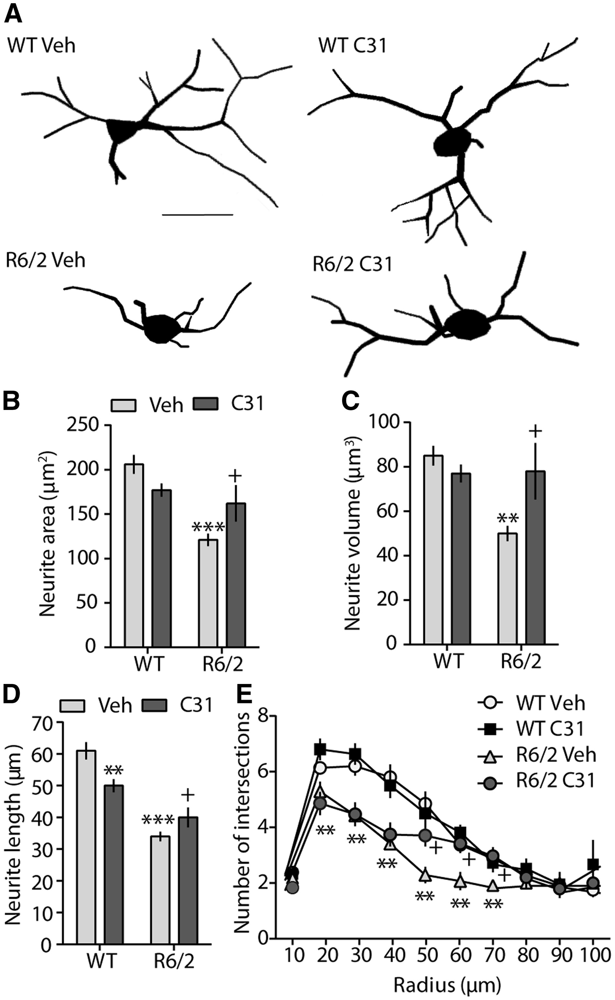 A
WT Veh
WT C31
R6/2 Veh
R6/2 C31
B
Veh
C31
250
200
150
100
50
0
Neurite area (µm²)
***
+
WT
R6/2
C
100
80
60
40
20
0
Neurite volume (µm³)
**
+
WT
R6/2
D
Veh
C31
70
60
50
40
30
20
10
0
Neurite length (µm)
**
***
+
WT
R6/2
E
WT Veh
WT C31
R6/2 Veh
R6/2 C31
8
6
4
2
0
Number of intersections
**
**
**
**
**
**
+
+
+
10 20 30 40 50 60 70 80 90 100
Radius (µm)